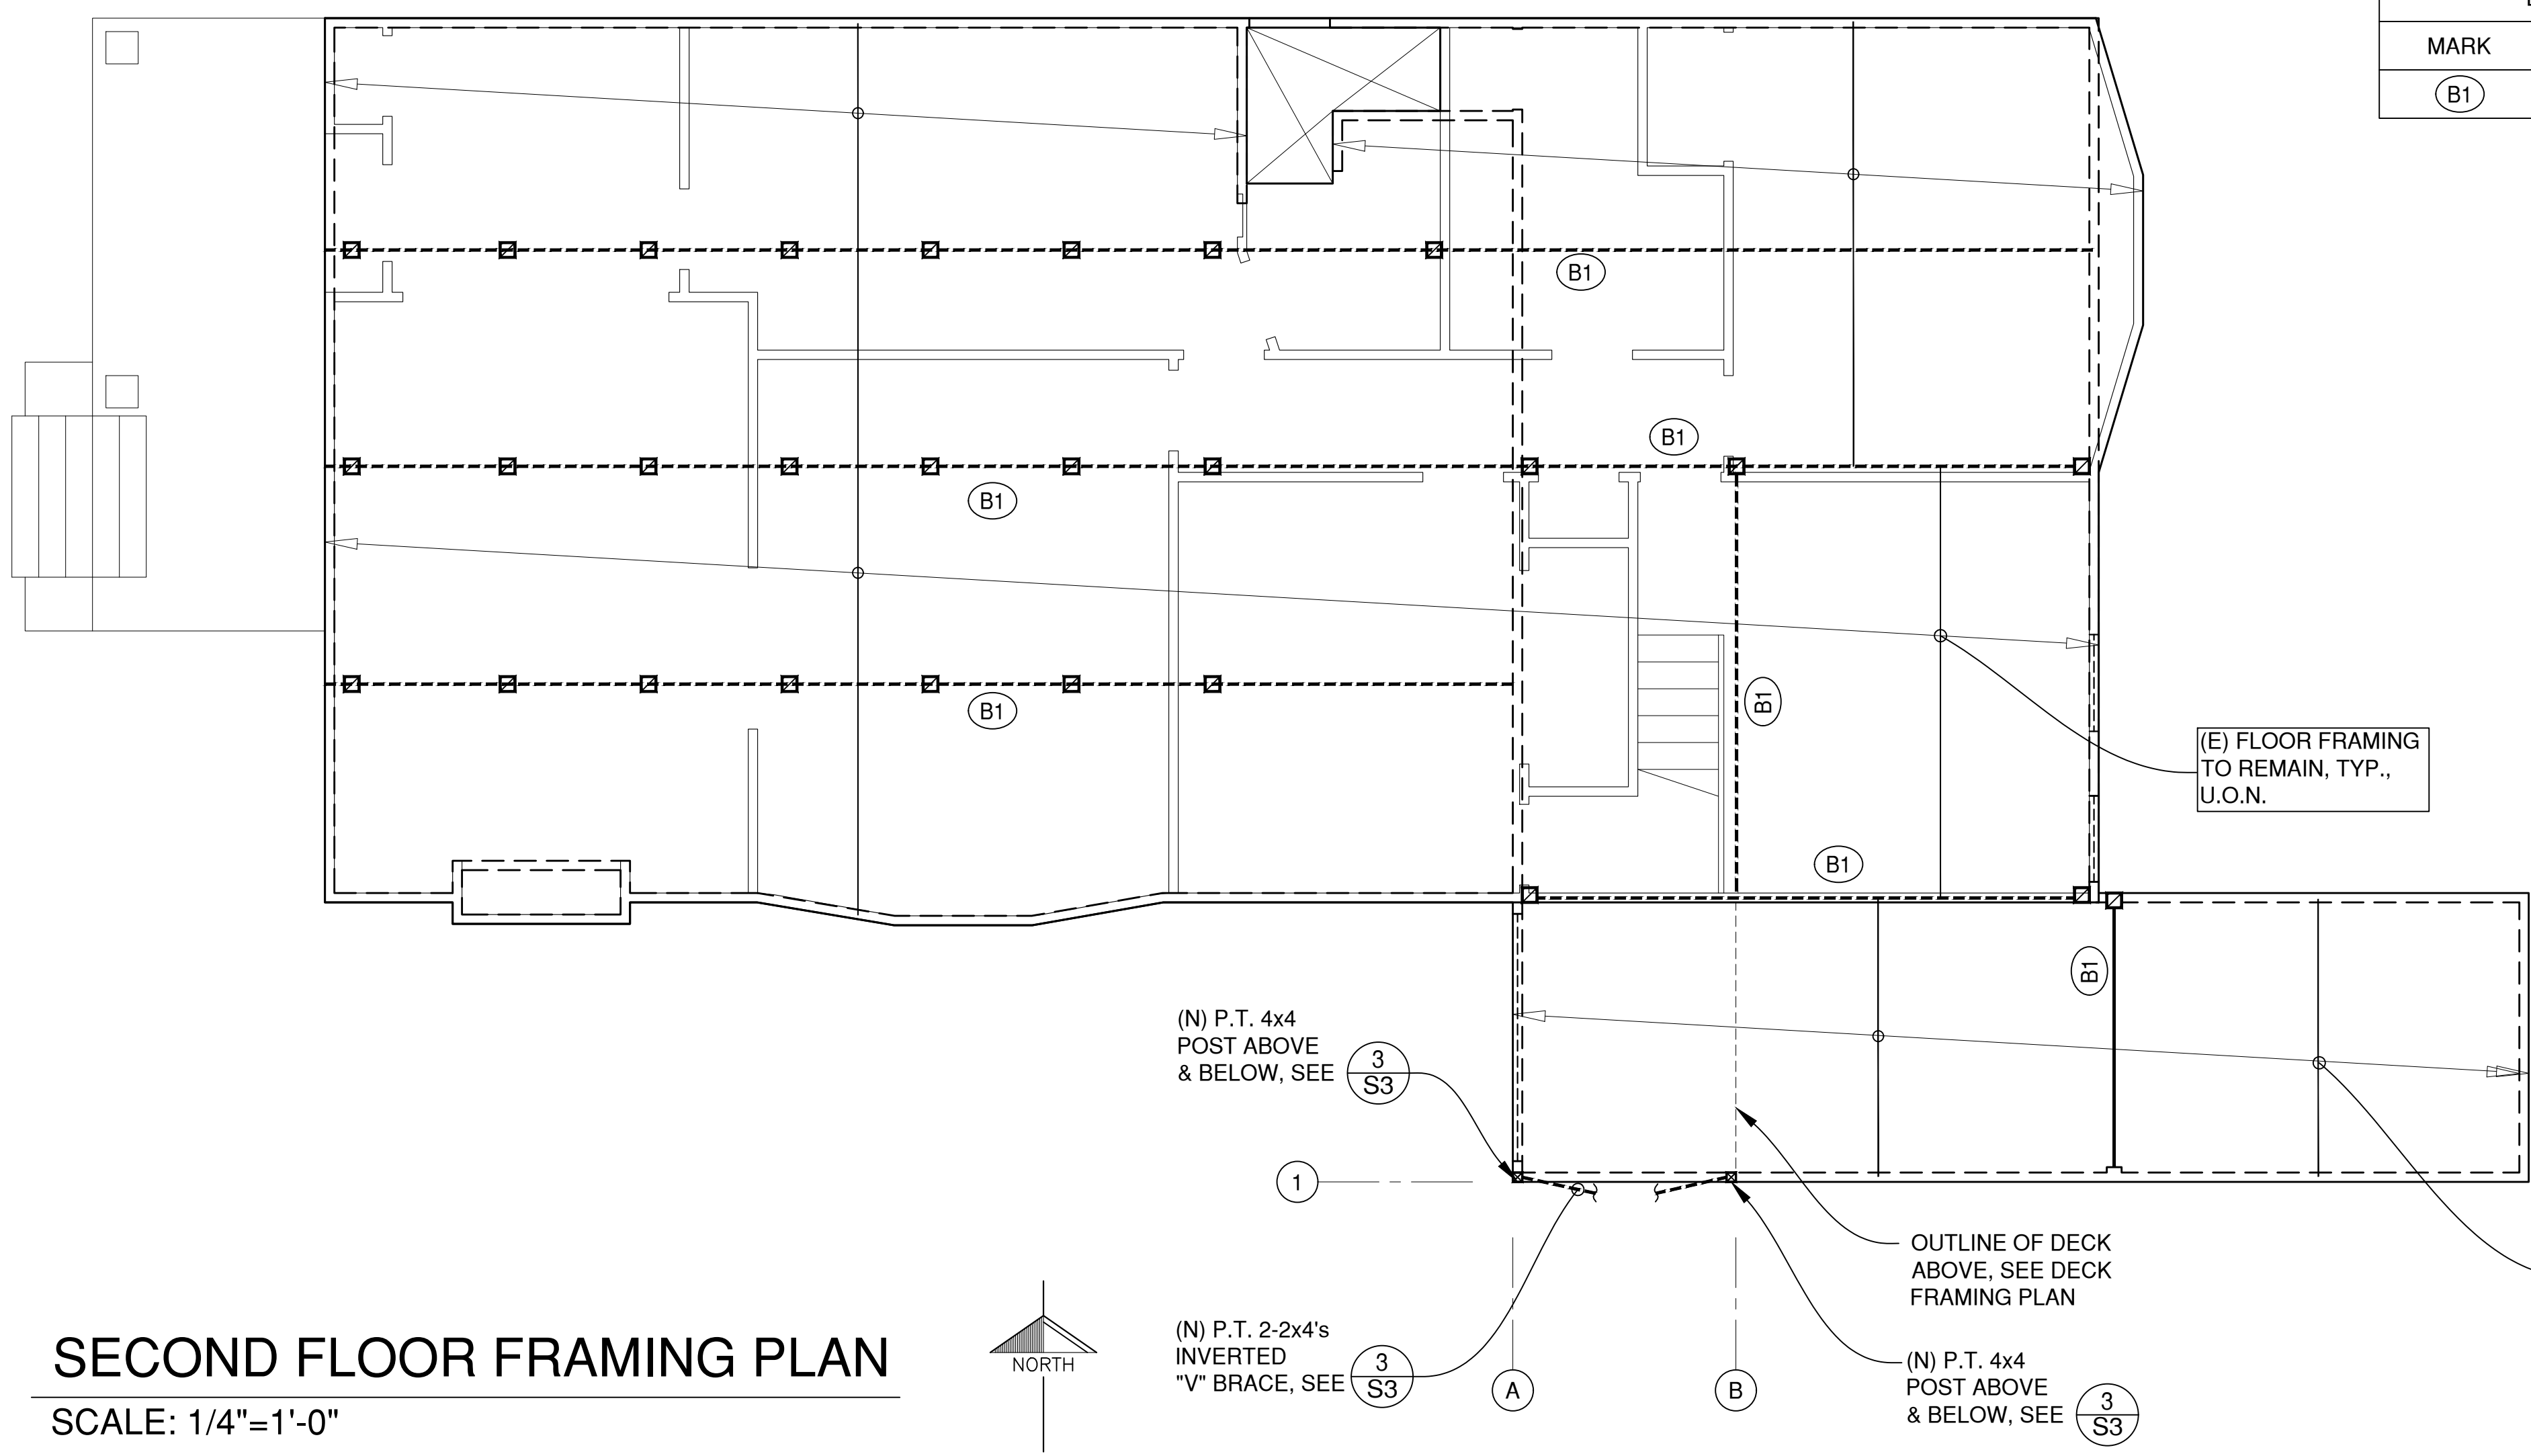 MARK
B1
B1
B1
B1
B1
B1
B1
B1
(E) FLOOR FRAMING
TO REMAIN, TYP.,
U.O.N.
(N) P.T. 4x4
POST ABOVE
& BELOW, SEE
3
S3
1
OUTLINE OF DECK
ABOVE, SEE DECK
FRAMING PLAN
(N) P.T. 2-2x4's
INVERTED
"V" BRACE, SEE
3
S3
A
B
(N) P.T. 4x4
POST ABOVE
& BELOW, SEE
3
S3
NORTH
SECOND FLOOR FRAMING PLAN
SCALE: 1/4"=1'-0"